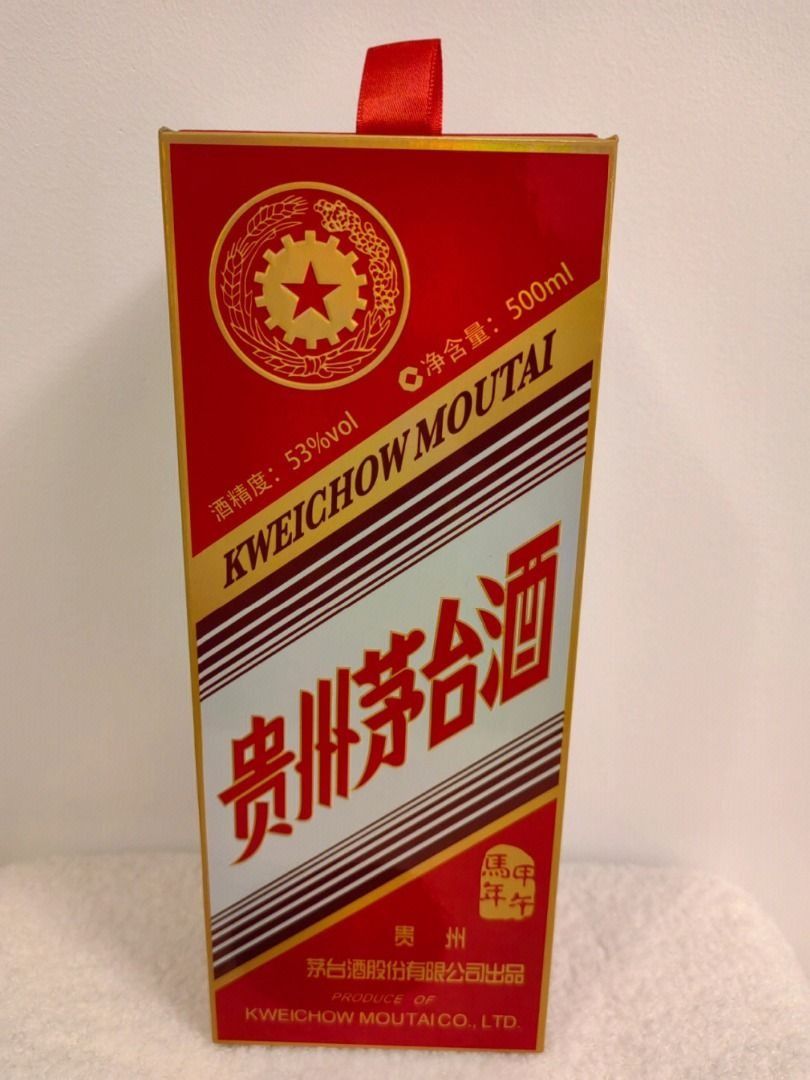 净含量：500ml
酒精度：53%vol
KWEICHOW MOUTAI
贵州茅台酒
甲午
馬年
贵 州
茅台酒股份有限公司出品
PRODUCE OF
KWEICHOW MOUTAI CO., LTD.